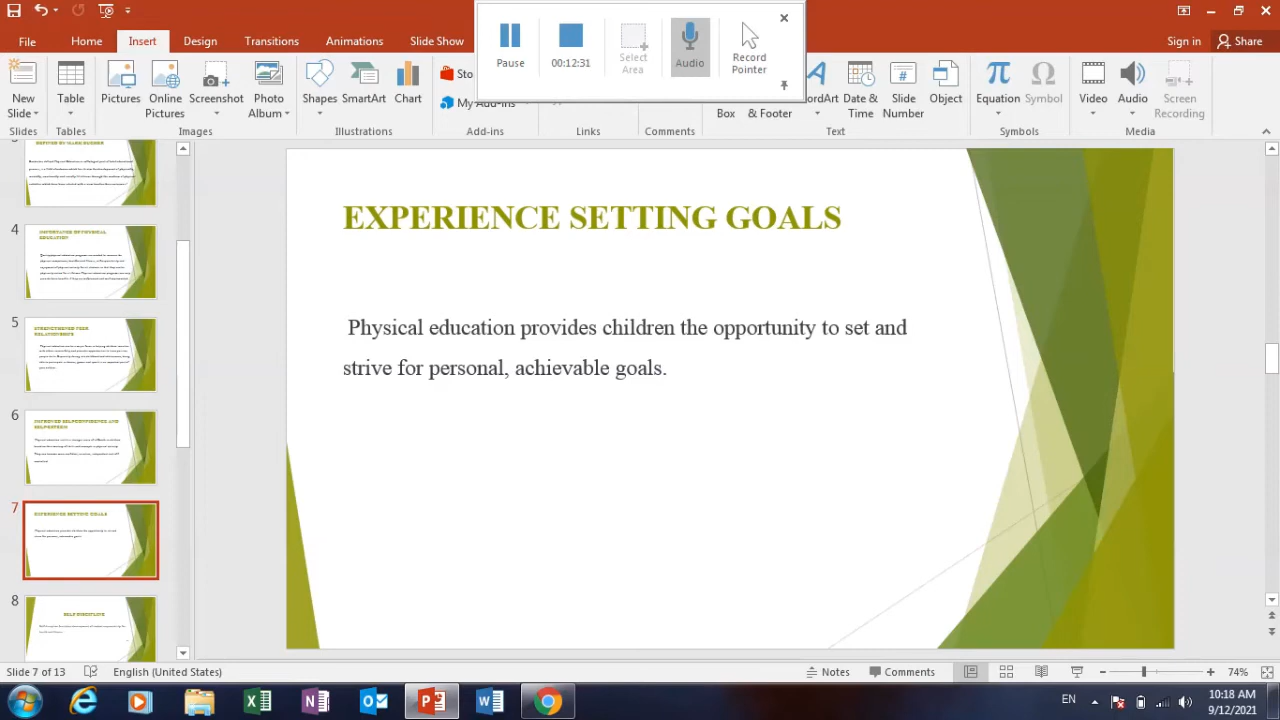 File Home Insert Design Transitions Animations Slide Show
Sign in Share
Pause 00:12:31 Select Area Audio Record Pointer
New Slide Table Pictures Online Pictures Screenshot Photo Album Shapes SmartArt Chart
Sto
My Add-ins
Box & Footer Date & Time Slide Number Object Equation Symbol Video Audio Screen Recording
Slides Tables Images Illustrations Add-ins Links Comments Text Symbols Media
EXPERIENCE SETTING GOALS
Physical education provides children the opportunity to set and
strive for personal, achievable goals.
4
5
6
7
EXPERIENCE SETTING GOALS
8
Slide 7 of 13 English (United States) Notes Comments 74%
EN 10:18 AM
9/12/2021